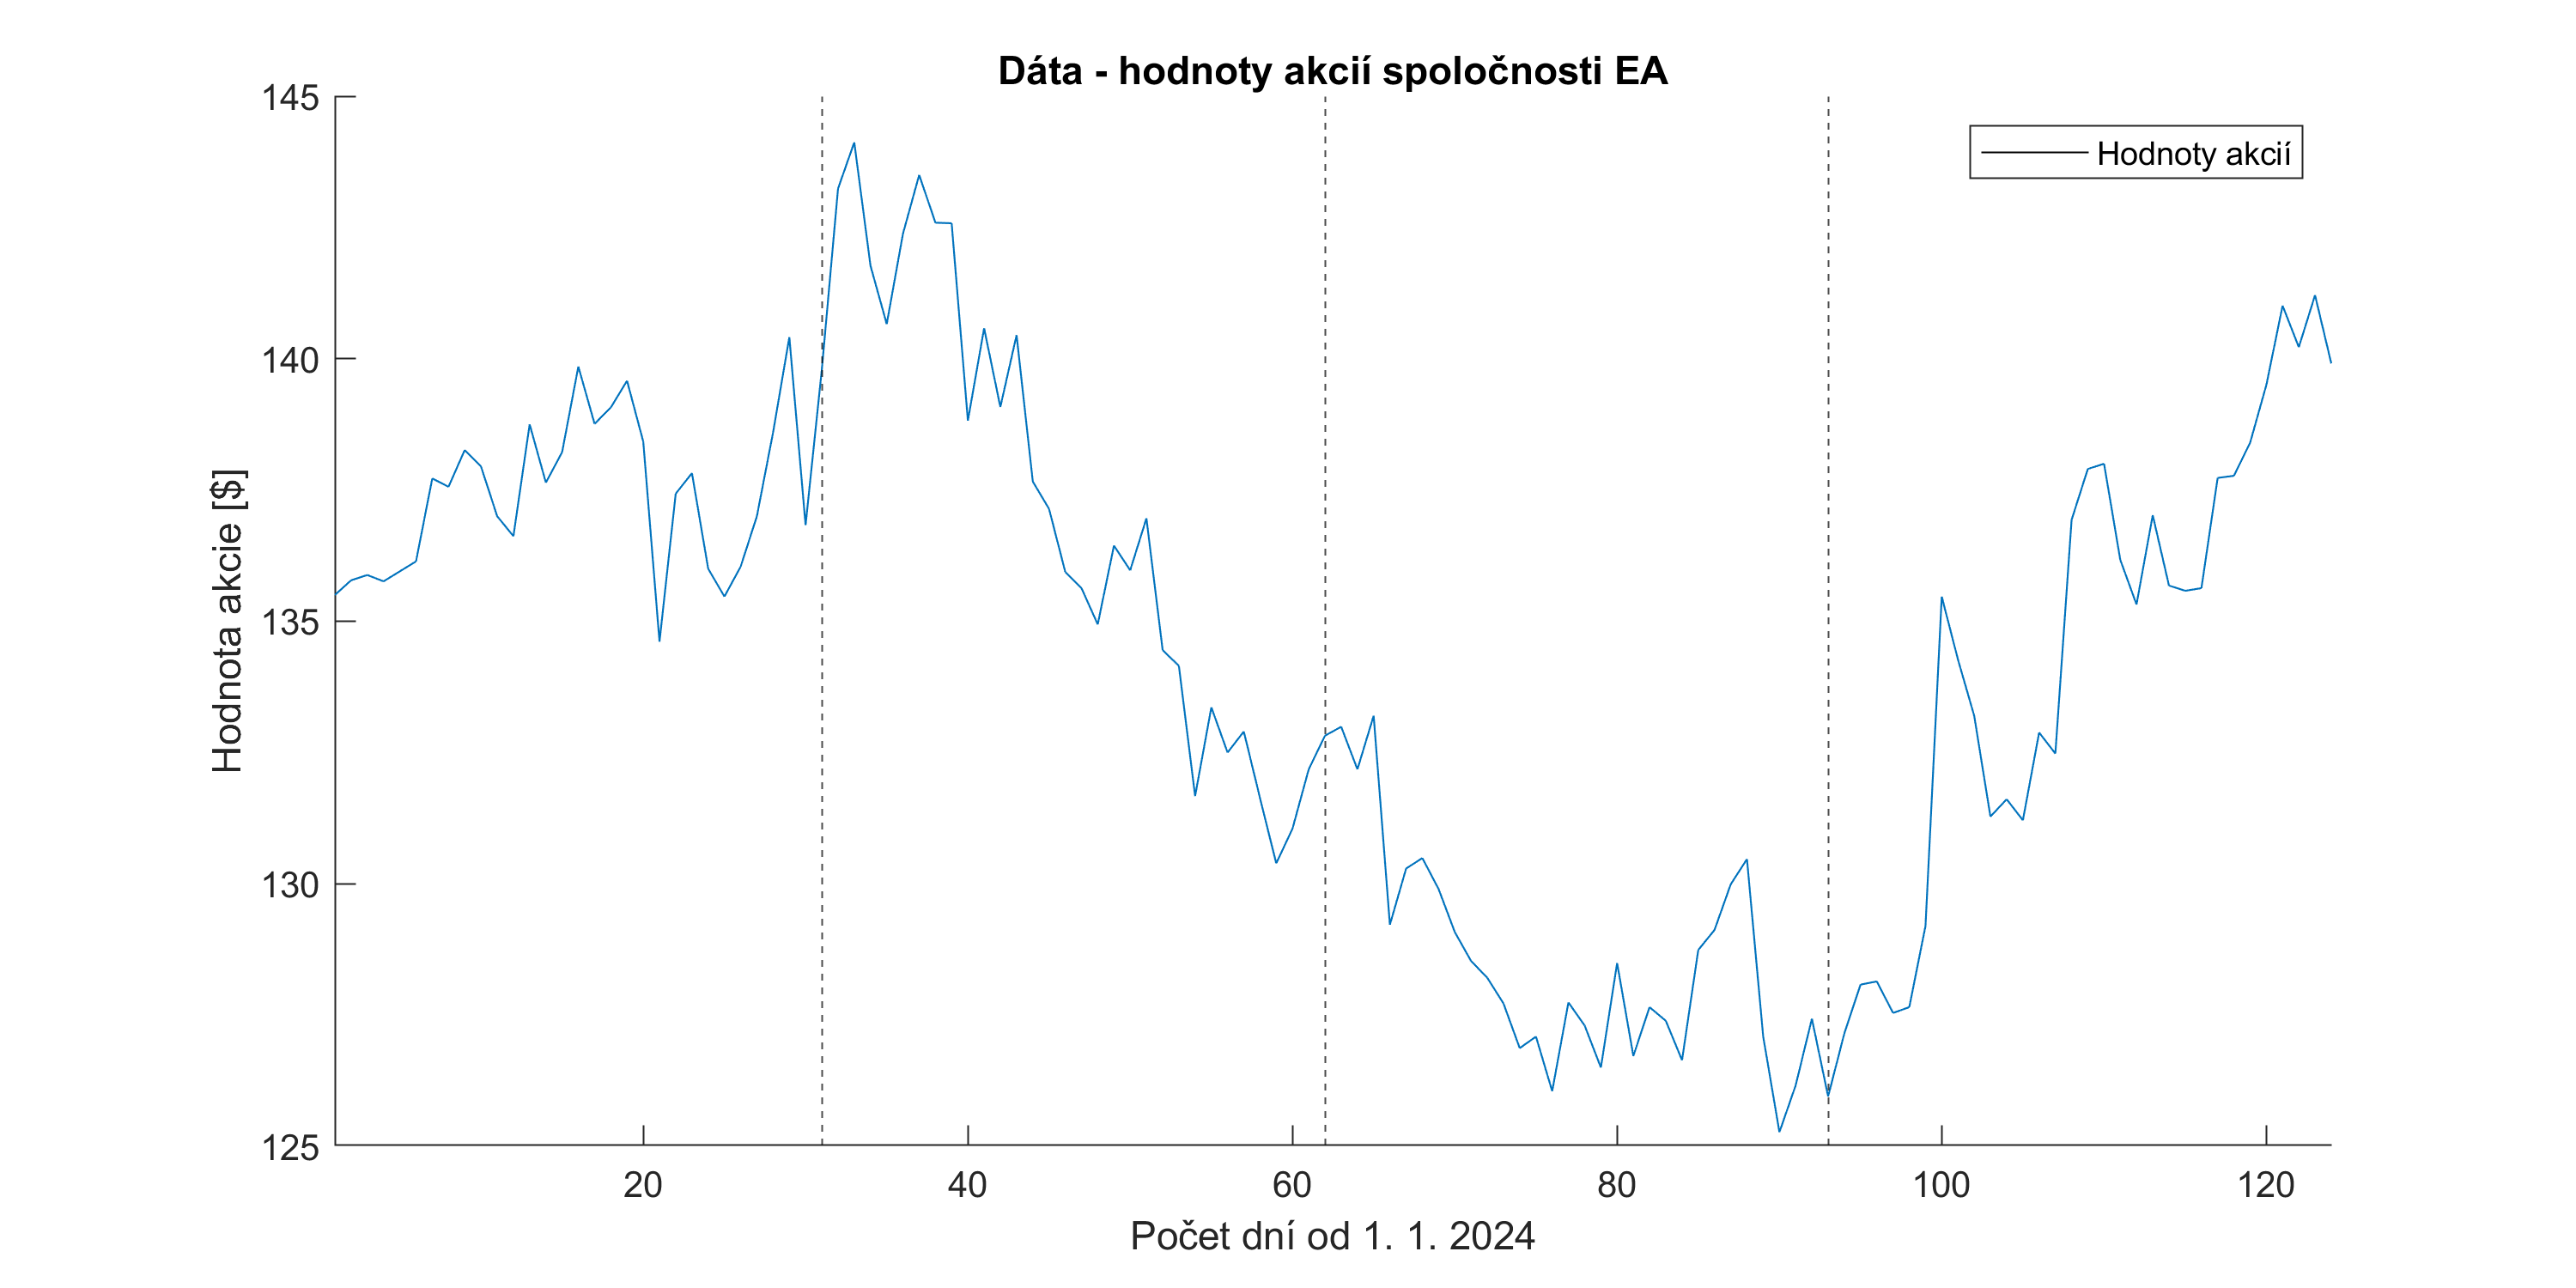 Dáta - hodnoty akcií spoločnosti EA
Hodnoty akcií
Hodnota akcie [$]
145
140
135
130
125
20 40 60 80 100 120
Počet dní od 1. 1. 2024